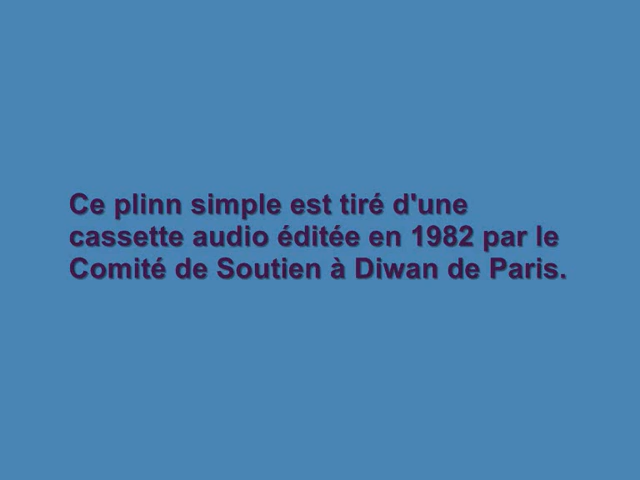 Ce plinn simple est tiré d'une
cassette audio éditée en 1982 par le
Comité de Soutien à Diwan de Paris.